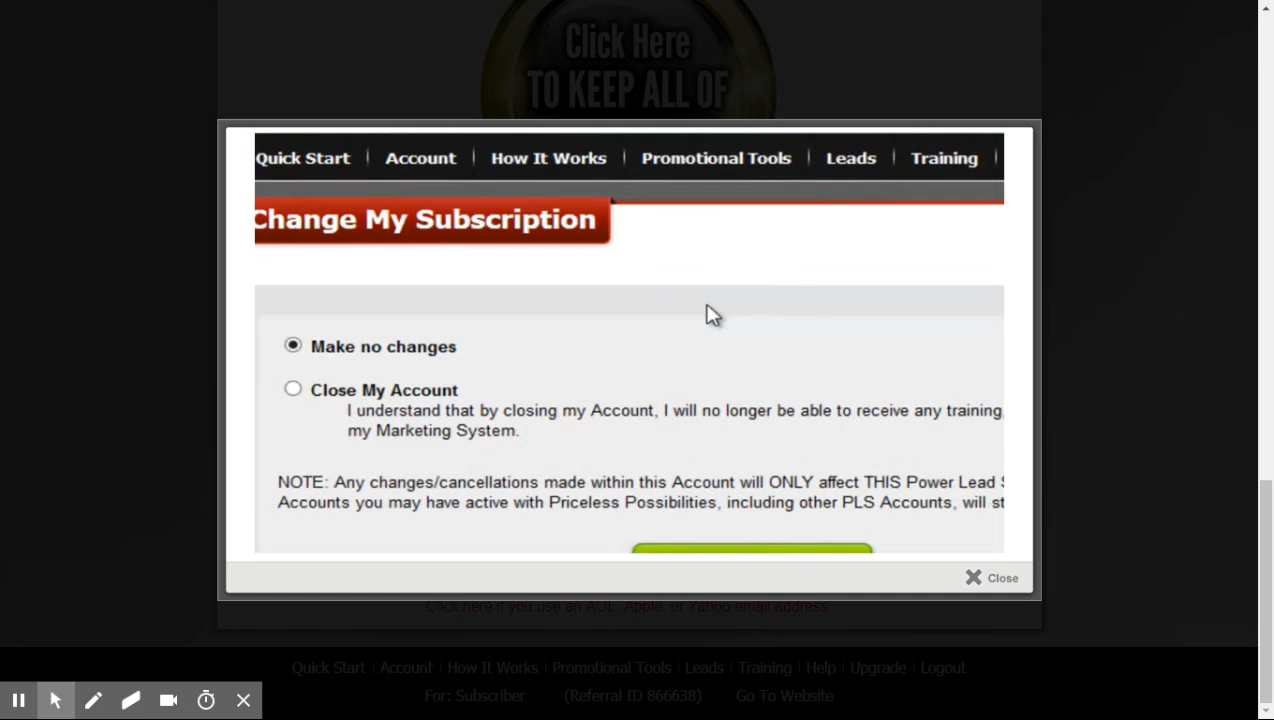 Click Here
TO KEEP ALL OF
Quick Start
Account
How It Works
Promotional Tools
Leads
Training
Change My Subscription
Make no changes
Close My Account
I understand that by closing my Account, I will no longer be able to receive any training,
my Marketing System.
NOTE: Any changes/cancellations made within this Account will ONLY affect THIS Power Lead S
Accounts you may have active with Priceless Possibilities, including other PLS Accounts, will st
Close
Click here if you use an AOL, Apple, or Yahoo email address.
Quick Start | Account | How It Works | Promotional Tools | Leads | Training | Help | Upgrade | Logout
For: Subscriber (Referral ID 866638) Go To Website